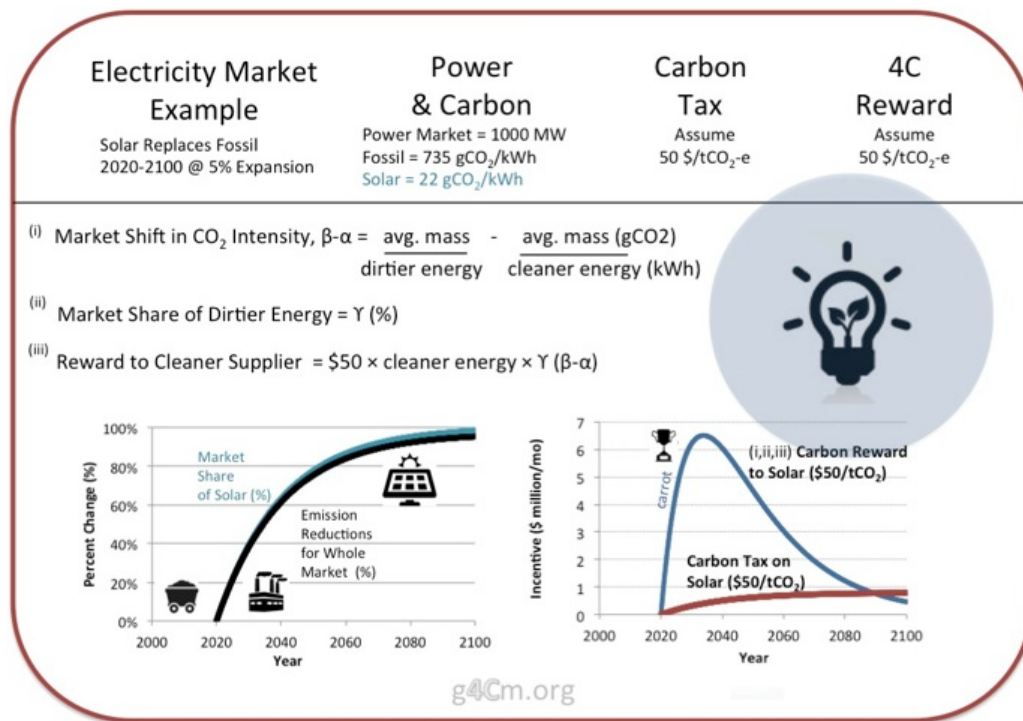 Electricity Market
Example
Solar Replaces Fossil
2020-2100 @ 5% Expansion
Power
& Carbon
Power Market = 1000 MW
Fossil = 735 gCO₂/kWh
Solar = 22 gCO₂/kWh
Carbon
Tax
Assume
50 $/tCO₂-e
4C
Reward
Assume
50 $/tCO₂-e
(i) Market Shift in CO₂ Intensity, β-α = avg. mass - avg. mass (gCO2)
dirtier energy cleaner energy (kWh)
(ii) Market Share of Dirtier Energy = ϒ (%)
(iii) Reward to Cleaner Supplier = $50 × cleaner energy × ϒ (β-α)
Percent Change (%)
100%
80%
60%
40%
20%
0%
Market
Share
of Solar (%)
Emission
Reductions
for Whole
Market (%)
2000 2020 2040 2060 2080 2100
Year
Incentive ($ million/mo)
7
6
5
4
3
2
1
0
carrot
(i,ii,iii) Carbon Reward
to Solar ($50/tCO₂)
Carbon Tax on
Solar ($50/tCO₂)
2000 2020 2040 2060 2080 2100
Year
g4Cm.org